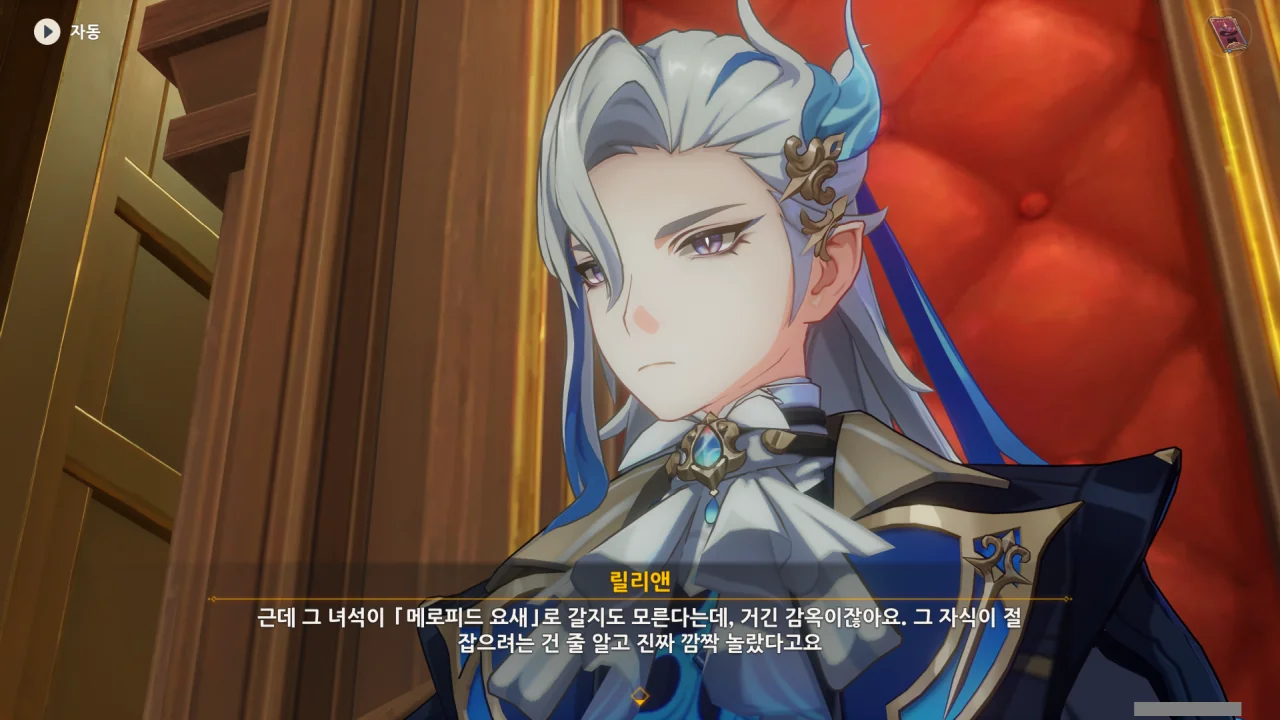 자동
릴리앤
근데 그 녀석이 「메로피드 요새」로 갈지도 모른다는데, 거긴 감옥이잖아요. 그 자식이 절
잡으려는 건 줄 알고 진짜 깜짝 놀랐다고요